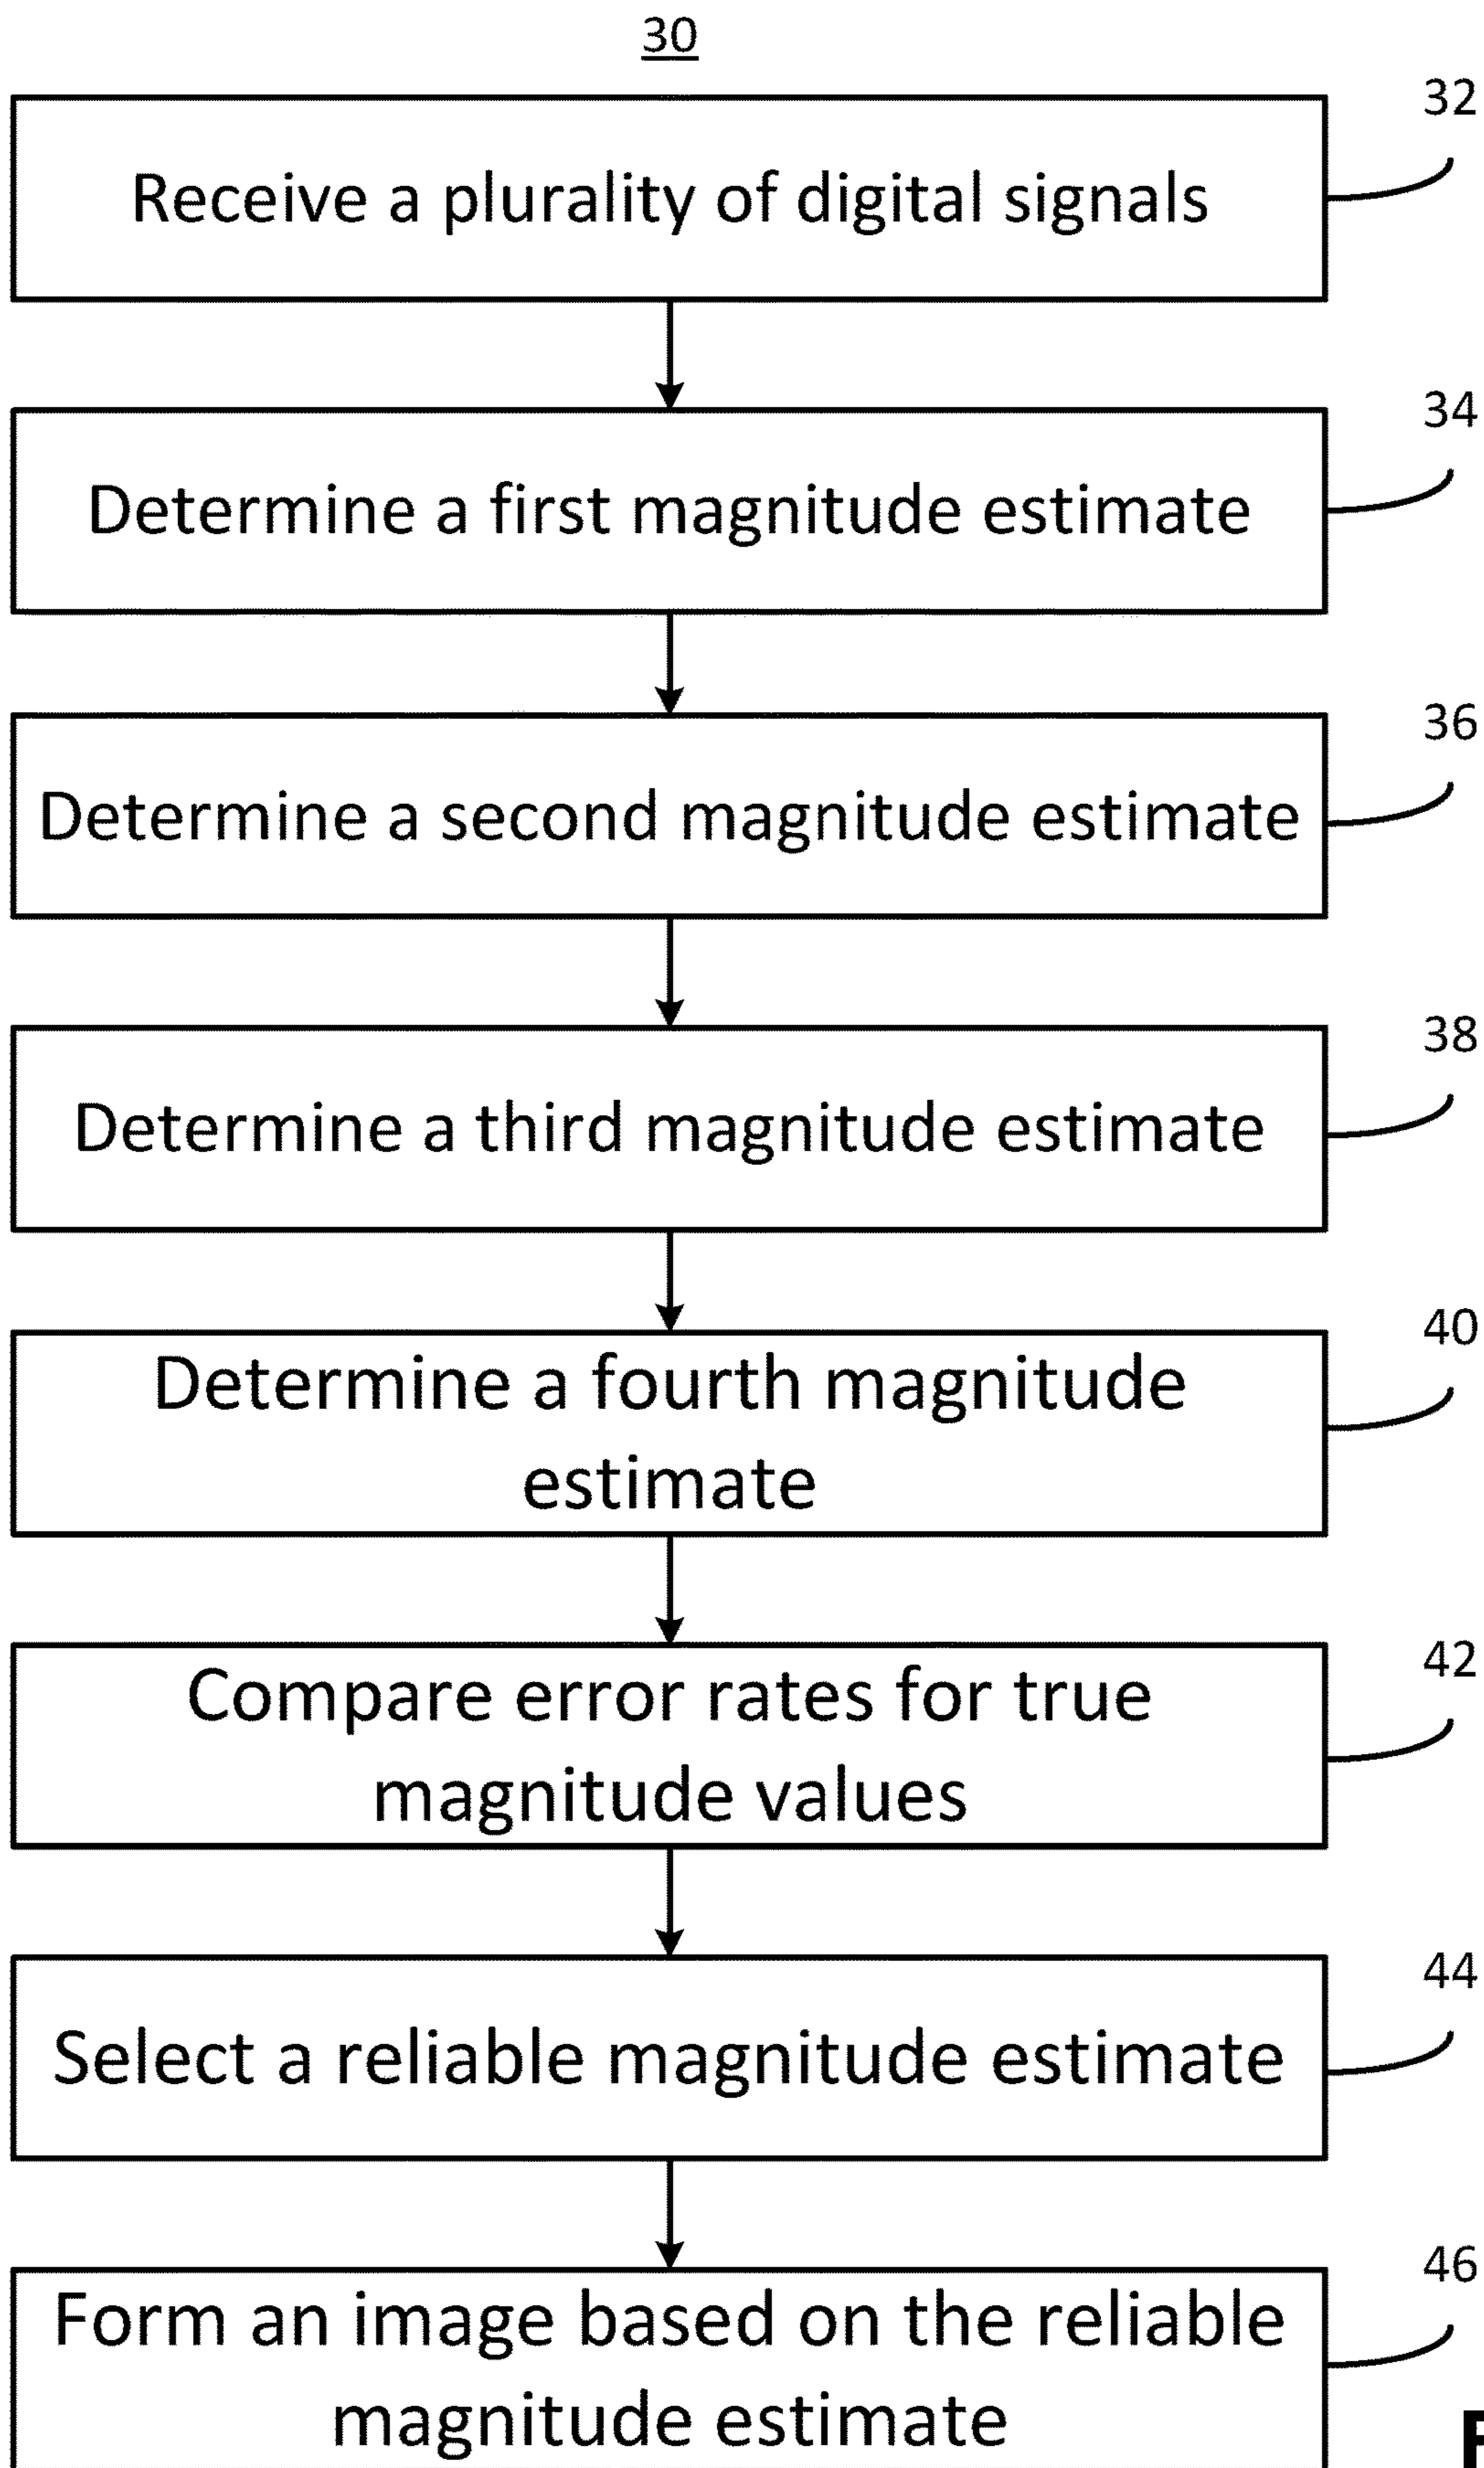 30
32
Receive a plurality of digital signals
34
Determine a first magnitude estimate
36
Determine a second magnitude estimate
38
Determine a third magnitude estimate
40
Determine a fourth magnitude
estimate
42
Compare error rates for true
magnitude values
44
Select a reliable magnitude estimate
46
Form an image based on the reliable
magnitude estimate